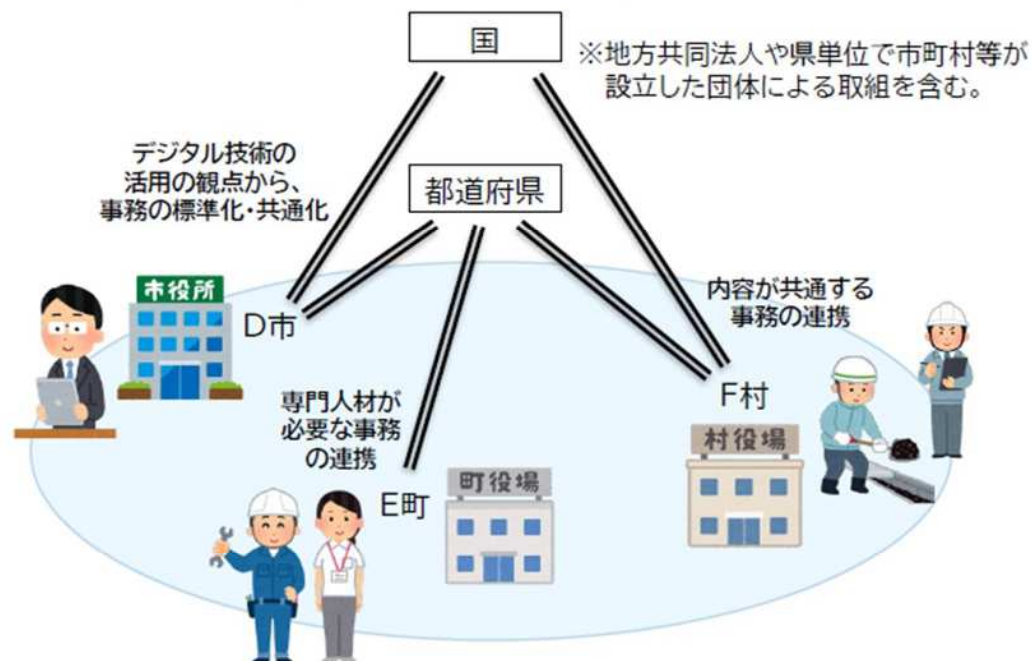 国
※地方共同法人や県単位で市町村等が
設立した団体による取組を含む。
デジタル技術の
活用の観点から、
事務の標準化・共通化
都道府県
市役所
D市
内容が共通する
事務の連携
F村
専門人材が
必要な事務
の連携
村役場
町役場
E町